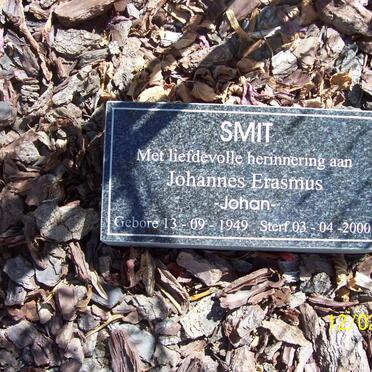 SMIT
Met liefdevolle herinnering aan
Johannes Erasmus
-Johan-
Gebore 13 - 09 - 1949 Sterf 03 - 04 - 2000